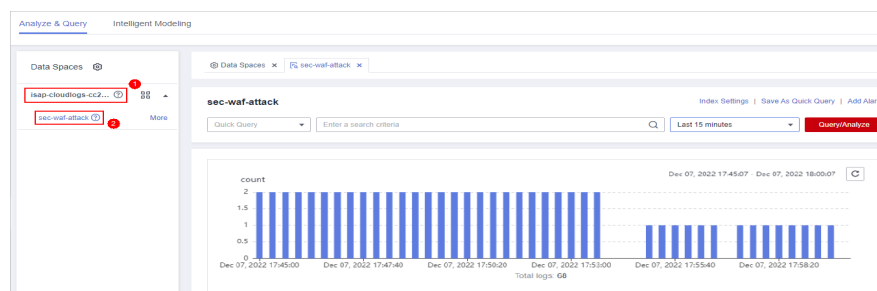 Analyze & Query Intelligent Modeling
Data Spaces
Data Spaces × sec-waf-attack ×
1
isap-cloudlogs-cc2... ?
sec-waf-attack ? More
2
sec-waf-attack
Index Settings | Save As Quick Query | Add Alar
Quick Query Enter a search criteria Last 15 minutes Query/Analyze
Dec 07, 2022 17:45:07 - Dec 07, 2022 18:00:07 C
count
2
1.5
1
0.5
0
Dec 07, 2022 17:45:00 Dec 07, 2022 17:47:40 Dec 07, 2022 17:50:20 Dec 07, 2022 17:53:00 Dec 07, 2022 17:55:40 Dec 07, 2022 17:58:20
Total logs: 68